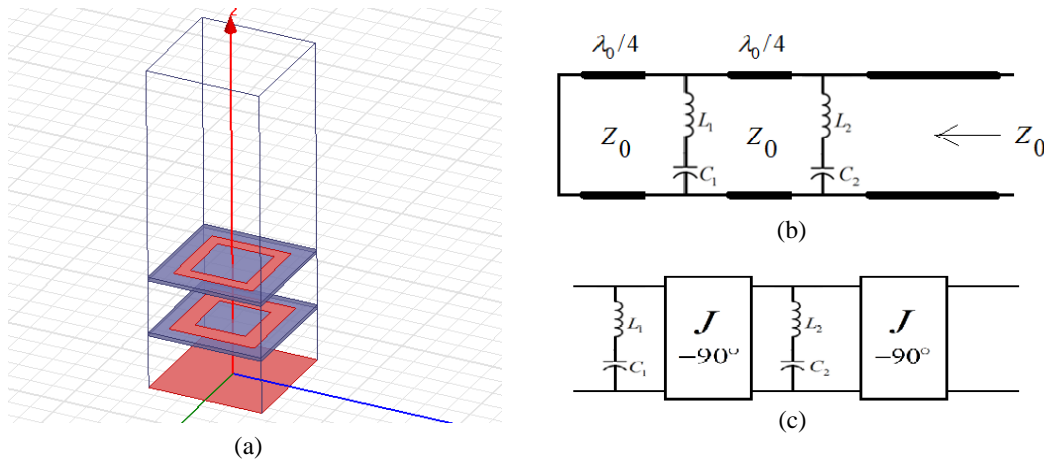 z
(a)
λ₀/4 λ₀/4
L₁ L₂
Z₀ Z₀ Z₀
C₁ C₂
(b)
L₁ J L₂ J
C₁ −90° C₂ −90°
(c)